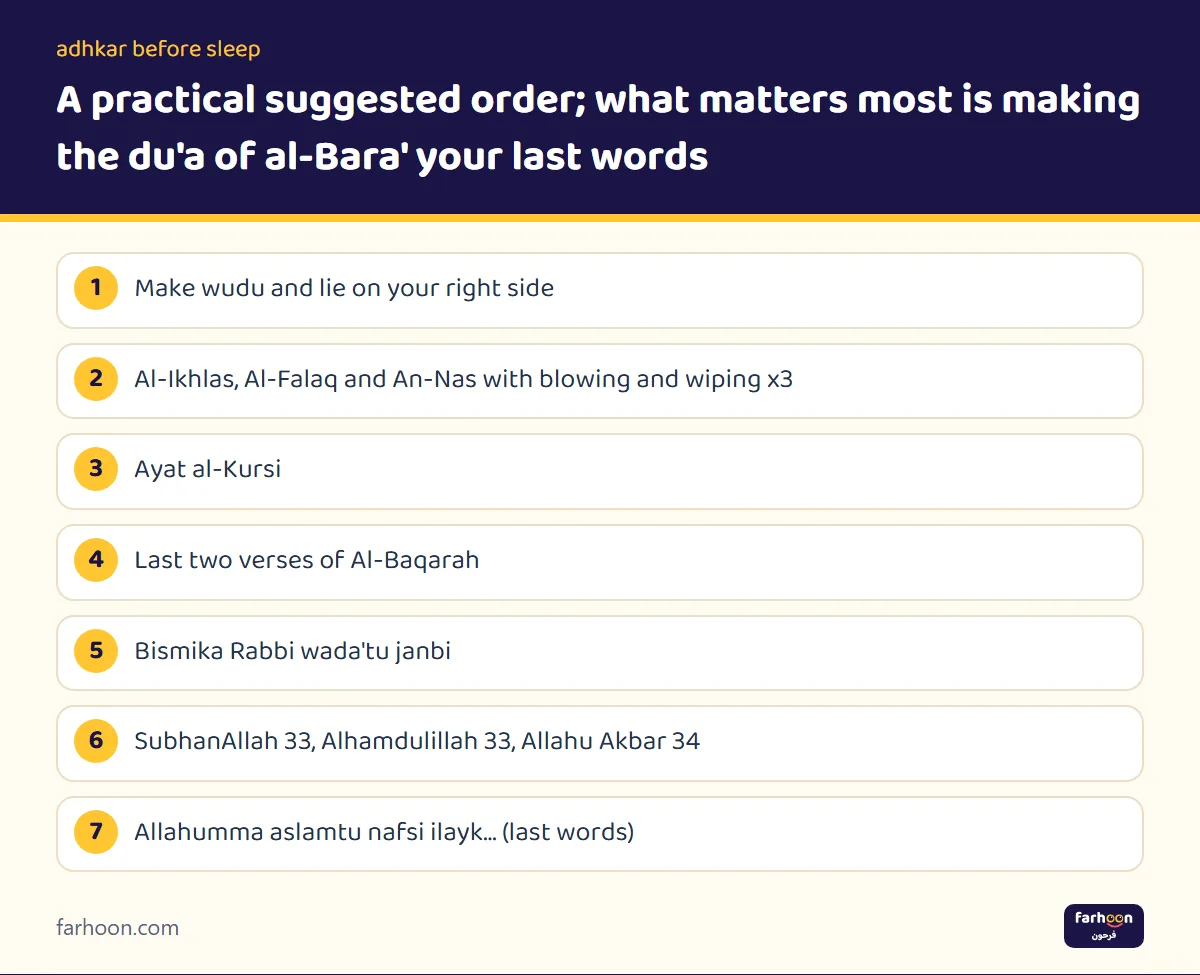 adhkar before sleep
A practical suggested order; what matters most is making
the du'a of al-Bara' your last words
1 Make wudu and lie on your right side
2 Al-Ikhlas, Al-Falaq and An-Nas with blowing and wiping x3
3 Ayat al-Kursi
4 Last two verses of Al-Baqarah
5 Bismika Rabbi wada'tu janbi
6 SubhanAllah 33, Alhamdulillah 33, Allahu Akbar 34
7 Allahumma aslamtu nafsi ilayk... (last words)
farhoon.com
farhoon
فرحون